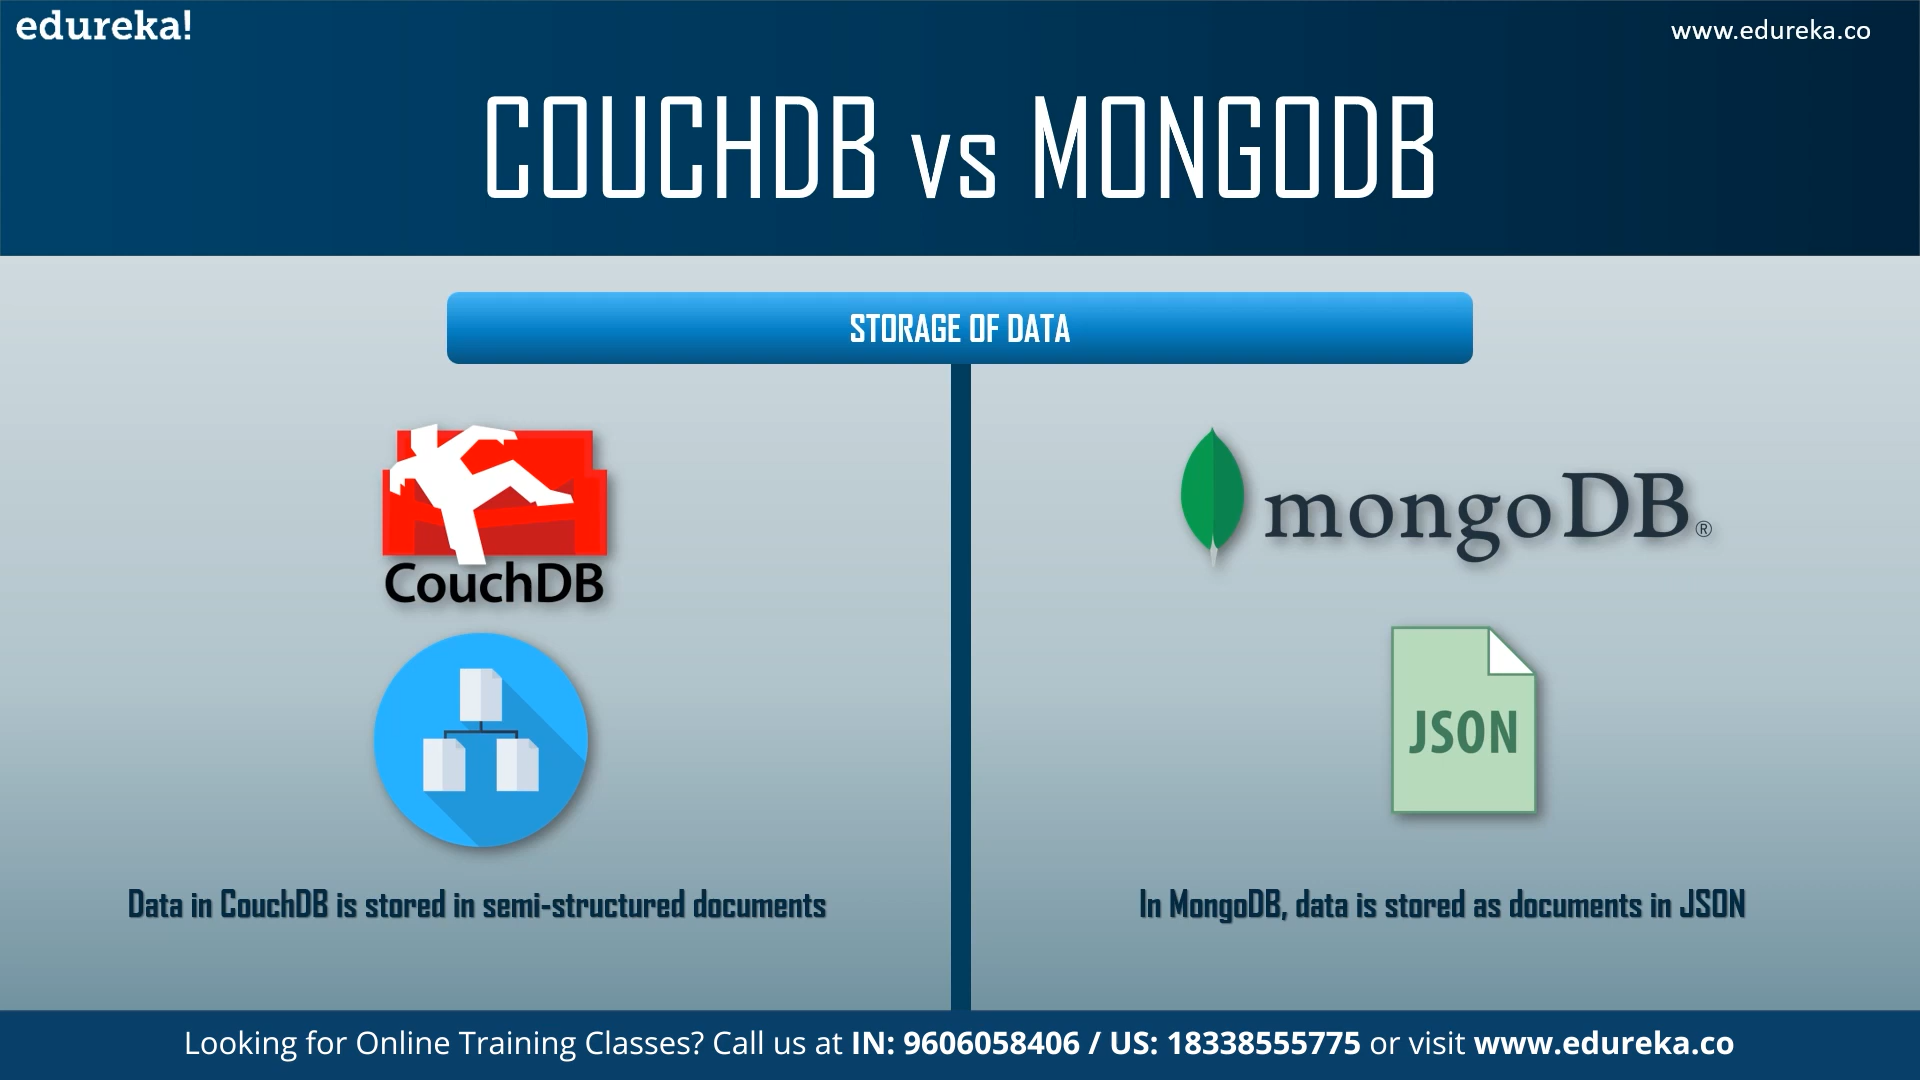 edureka!
www.edureka.co
COUCHDB vs MONGODB
STORAGE OF DATA
CouchDB
mongoDB®
JSON
Data in CouchDB is stored in semi-structured documents
In MongoDB, data is stored as documents in JSON
Looking for Online Training Classes? Call us at IN: 9606058406 / US: 18338555775 or visit www.edureka.co